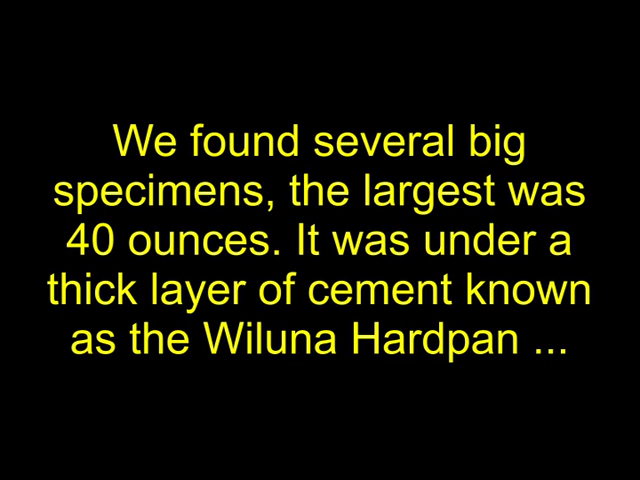 We found several big
specimens, the largest was
40 ounces. It was under a
thick layer of cement known
as the Wiluna Hardpan ...